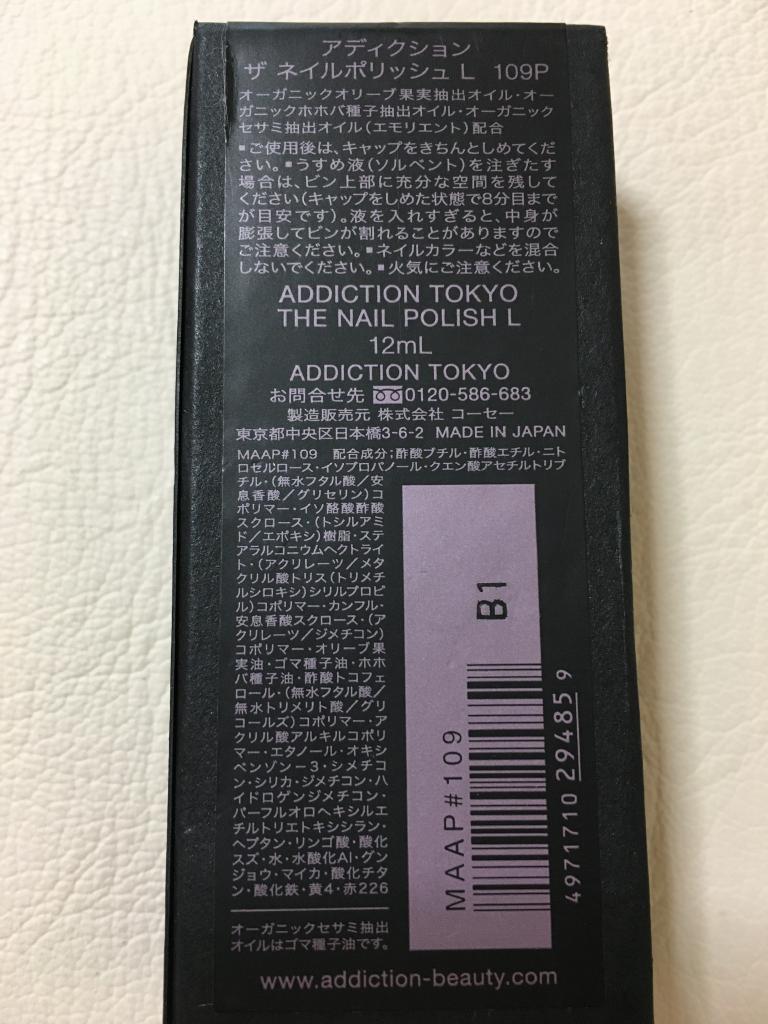 アディクション
ザ ネイルポリッシュ L 109P
オーガニックオリーブ果実抽出オイル・オー
ガニックホホバ種子抽出オイル・オーガニック
セサミ抽出オイル(エモリエント)配合
▪ご使用後は、キャップをきちんとしめてくだ
さい。▪うすめ液(ソルベント)を注ぎたす
場合は、ビン上部に充分な空間を残して
ください(キャップをしめた状態で8分目まで
が目安です)。液を入れすぎると、中身が
膨張してビンが割れることがありますので
ご注意ください。▪ネイルカラーなどを混合
しないでください。▪火気にご注意ください。
ADDICTION TOKYO
THE NAIL POLISH L
12mL
ADDICTION TOKYO
お問合せ先 0120-586-683
製造販売元 株式会社 コーセー
東京都中央区日本橋3-6-2 MADE IN JAPAN
MAAP#109 配合成分;酢酸ブチル・酢酸エチル・ニト
ロセルロース・イソプロパノール・クエン酸アセチルトリブ
チル・(無水フタル酸/安
息香酸/グリセリン)コ
ポリマー・イソ酪酸酢酸
スクロース・(トシルアミ
ド/エポキシ)樹脂・ステ
アラルコニウムヘクトライ
ト・(アクリレーツ/メタ
クリル酸トリス(トリメチ
ルシロキシ)シリルプロピ
ル)コポリマー・カンフル・
安息香酸スクロース・(ア
クリレーツ/ジメチコン)
コポリマー・オリーブ果
実油・ゴマ種子油・ホホ
バ種子油・酢酸トコフェ
ロール・(無水フタル酸/
無水トリメリト酸/グリ
コールズ)コポリマー・ア
クリル酸アルキルコポリ
マー・エタノール・オキシ
ベンゾン-3・シメチコ
ン・シリカ・ジメチコン・ハ
イドロゲンジメチコン・
パーフルオロヘキシルエ
チルトリエトキシシラン・
ヘプタン・リンゴ酸・酸化
スズ・水・水酸化Al・グン
ジョウ・マイカ・酸化チタ
ン・酸化鉄・黄4・赤226
オーガニックセサミ抽出
オイルはゴマ種子油です。
B1
MAAP#109
4971710 294859
www.addiction-beauty.com